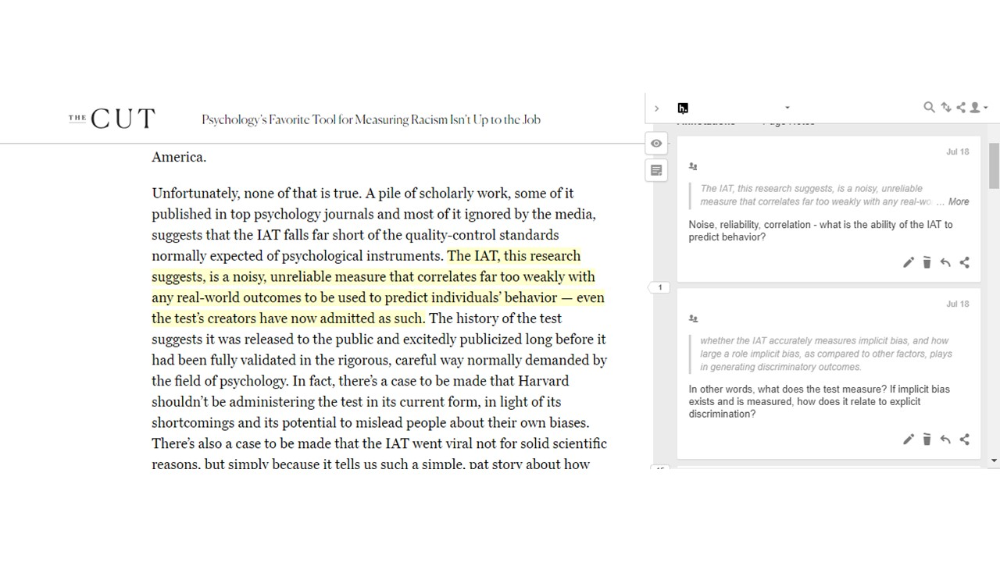 THE CUT
Psychology's Favorite Tool for Measuring Racism Isn't Up to the Job
America.
Unfortunately, none of that is true. A pile of scholarly work, some of it
published in top psychology journals and most of it ignored by the media,
suggests that the IAT falls far short of the quality-control standards
normally expected of psychological instruments. The IAT, this research
suggests, is a noisy, unreliable measure that correlates far too weakly with
any real-world outcomes to be used to predict individuals' behavior — even
the test's creators have now admitted as such. The history of the test
suggests it was released to the public and excitedly publicized long before it
had been fully validated in the rigorous, careful way normally demanded by
the field of psychology. In fact, there's a case to be made that Harvard
shouldn't be administering the test in its current form, in light of its
shortcomings and its potential to mislead people about their own biases.
There's also a case to be made that the IAT went viral not for solid scientific
reasons, but simply because it tells us such a simple, pat story about how
h.
Annotations Page Notes
Jul 18
The IAT, this research suggests, is a noisy, unreliable
measure that correlates far too weakly with any real-wo ... More
Noise, reliability, correlation - what is the ability of the IAT to
predict behavior?
1
Jul 18
whether the IAT accurately measures implicit bias, and how
large a role implicit bias, as compared to other factors, plays
in generating discriminatory outcomes.
In other words, what does the test measure? If implicit bias
exists and is measured, how does it relate to explicit
discrimination?